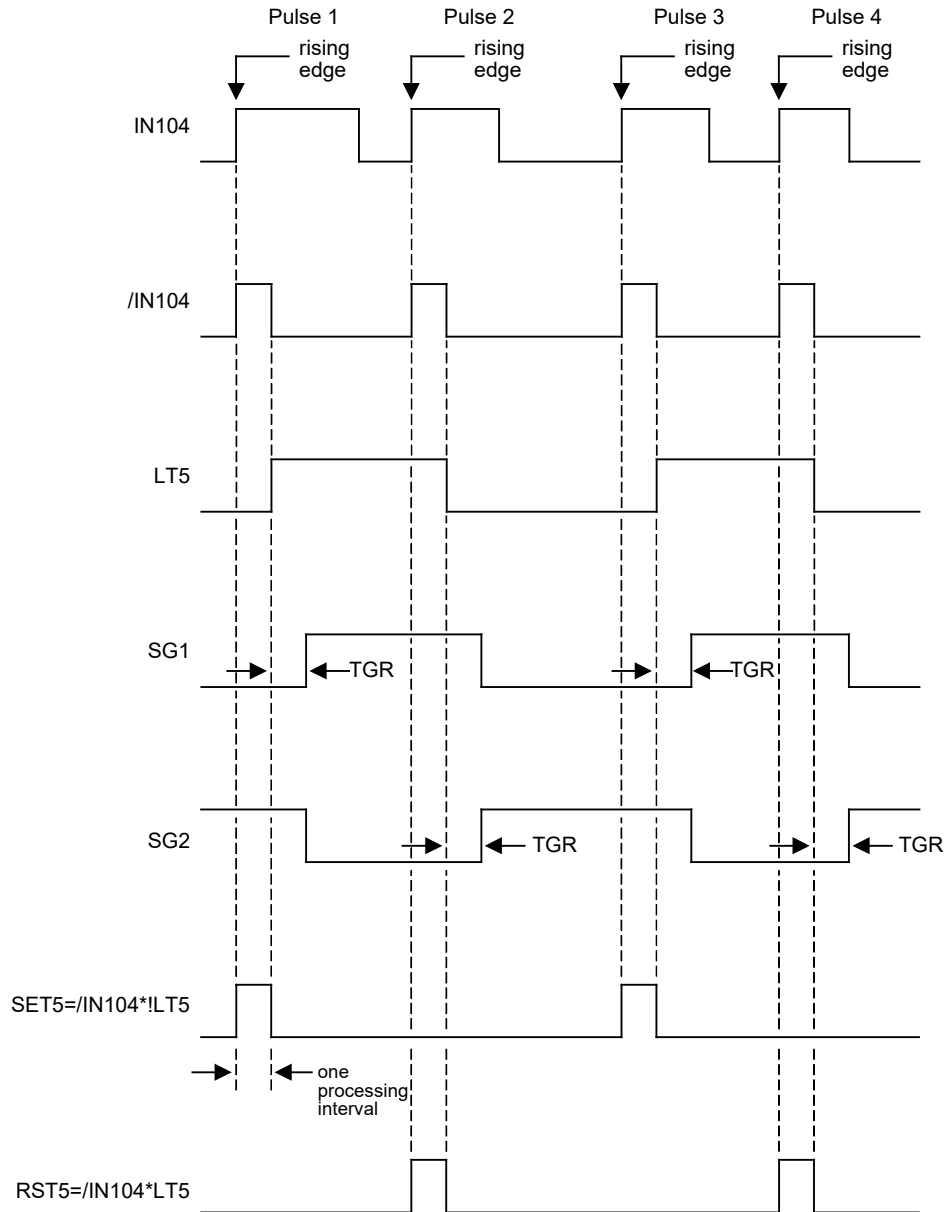 Pulse 1 Pulse 2 Pulse 3 Pulse 4
rising edge
rising edge
rising edge
rising edge
IN104
/IN104
LT5
SG1
TGR
TGR
SG2
TGR
TGR
SET5=/IN104*!LT5
one
processing
interval
RST5=/IN104*LT5